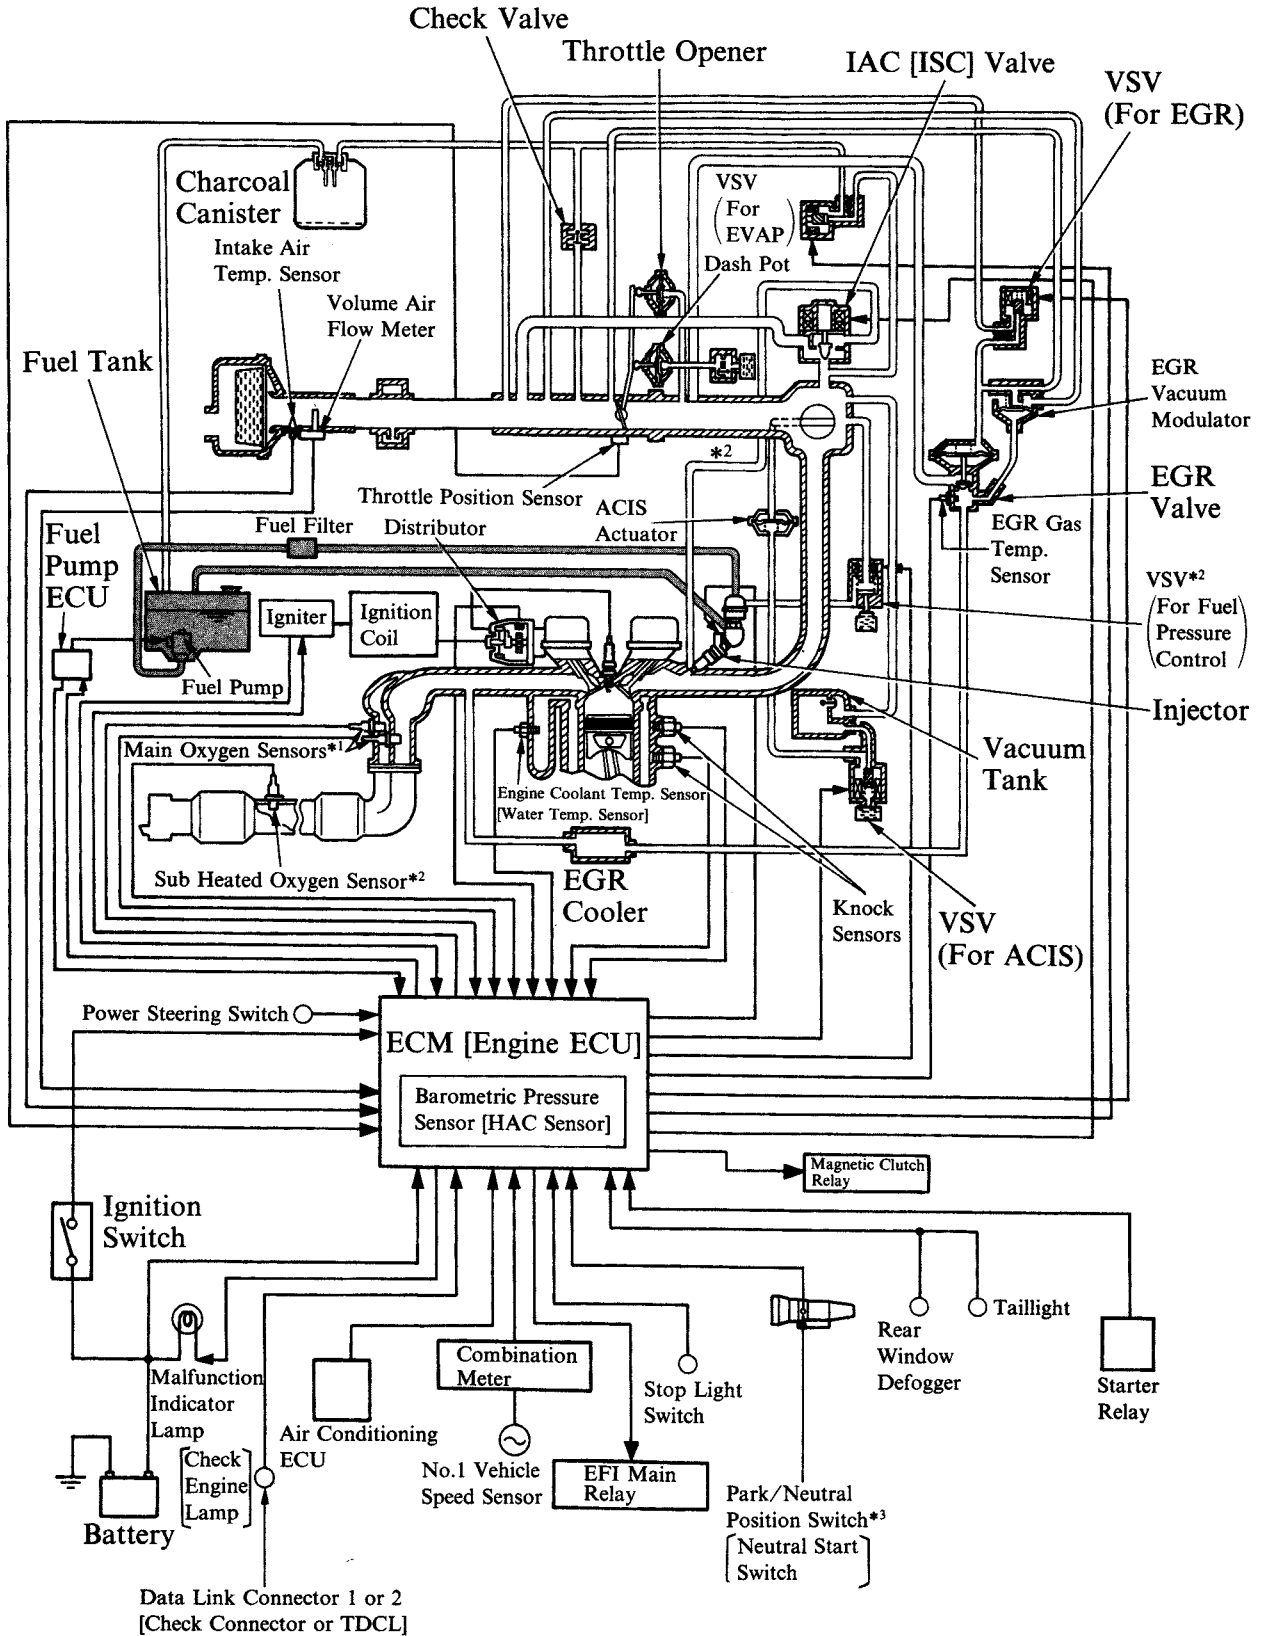 Check Valve
Throttle Opener
IAC [ISC] Valve
VSV
(For EGR)
Charcoal
Canister
VSV
(For
EVAP)
Intake Air
Temp. Sensor
Dash Pot
Volume Air
Flow Meter
Fuel Tank
EGR
Vacuum
Modulator
*2
EGR
Valve
Throttle Position Sensor
Fuel Filter
Distributor
ACIS
Actuator
EGR Gas
Temp.
Sensor
Fuel
Pump
ECU
VSV*2
(For Fuel
Pressure
Control)
Igniter
Ignition
Coil
Fuel Pump
Injector
Main Oxygen Sensors*1
Vacuum
Tank
Engine Coolant Temp. Sensor
[Water Temp. Sensor]
Sub Heated Oxygen Sensor*2
EGR
Cooler
Knock
Sensors
VSV
(For ACIS)
Power Steering Switch
ECM [Engine ECU]
Barometric Pressure
Sensor [HAC Sensor]
Magnetic Clutch
Relay
Ignition
Switch
Taillight
Rear
Window
Defogger
Starter
Relay
Malfunction
Indicator
Lamp
[Check
Engine
Lamp]
Air Conditioning
ECU
Combination
Meter
Stop Light
Switch
No.1 Vehicle
Speed Sensor
EFI Main
Relay
Park/Neutral
Position Switch*3
[Neutral Start
Switch]
Battery
Data Link Connector 1 or 2
[Check Connector or TDCL]